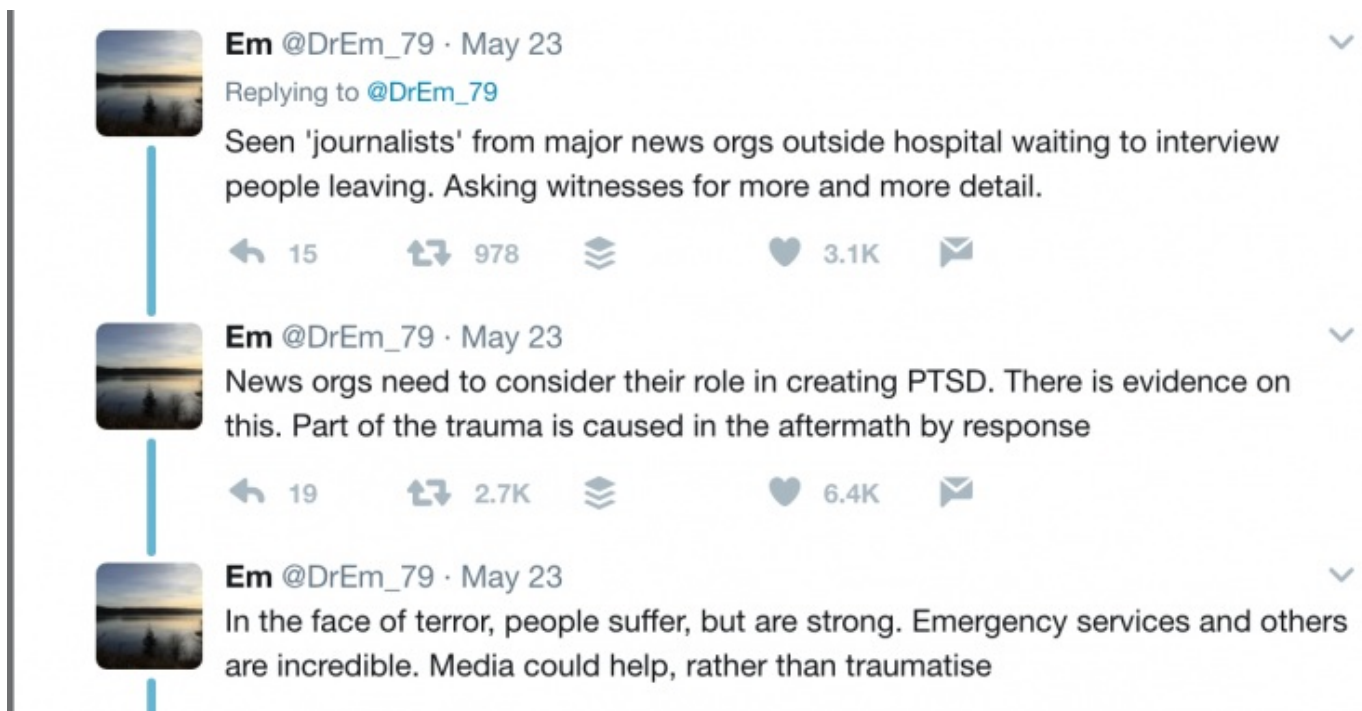 Em @DrEm_79 · May 23
Replying to @DrEm_79
Seen 'journalists' from major news orgs outside hospital waiting to interview
people leaving. Asking witnesses for more and more detail.
15 978 3.1K
Em @DrEm_79 · May 23
News orgs need to consider their role in creating PTSD. There is evidence on
this. Part of the trauma is caused in the aftermath by response
19 2.7K 6.4K
Em @DrEm_79 · May 23
In the face of terror, people suffer, but are strong. Emergency services and others
are incredible. Media could help, rather than traumatise